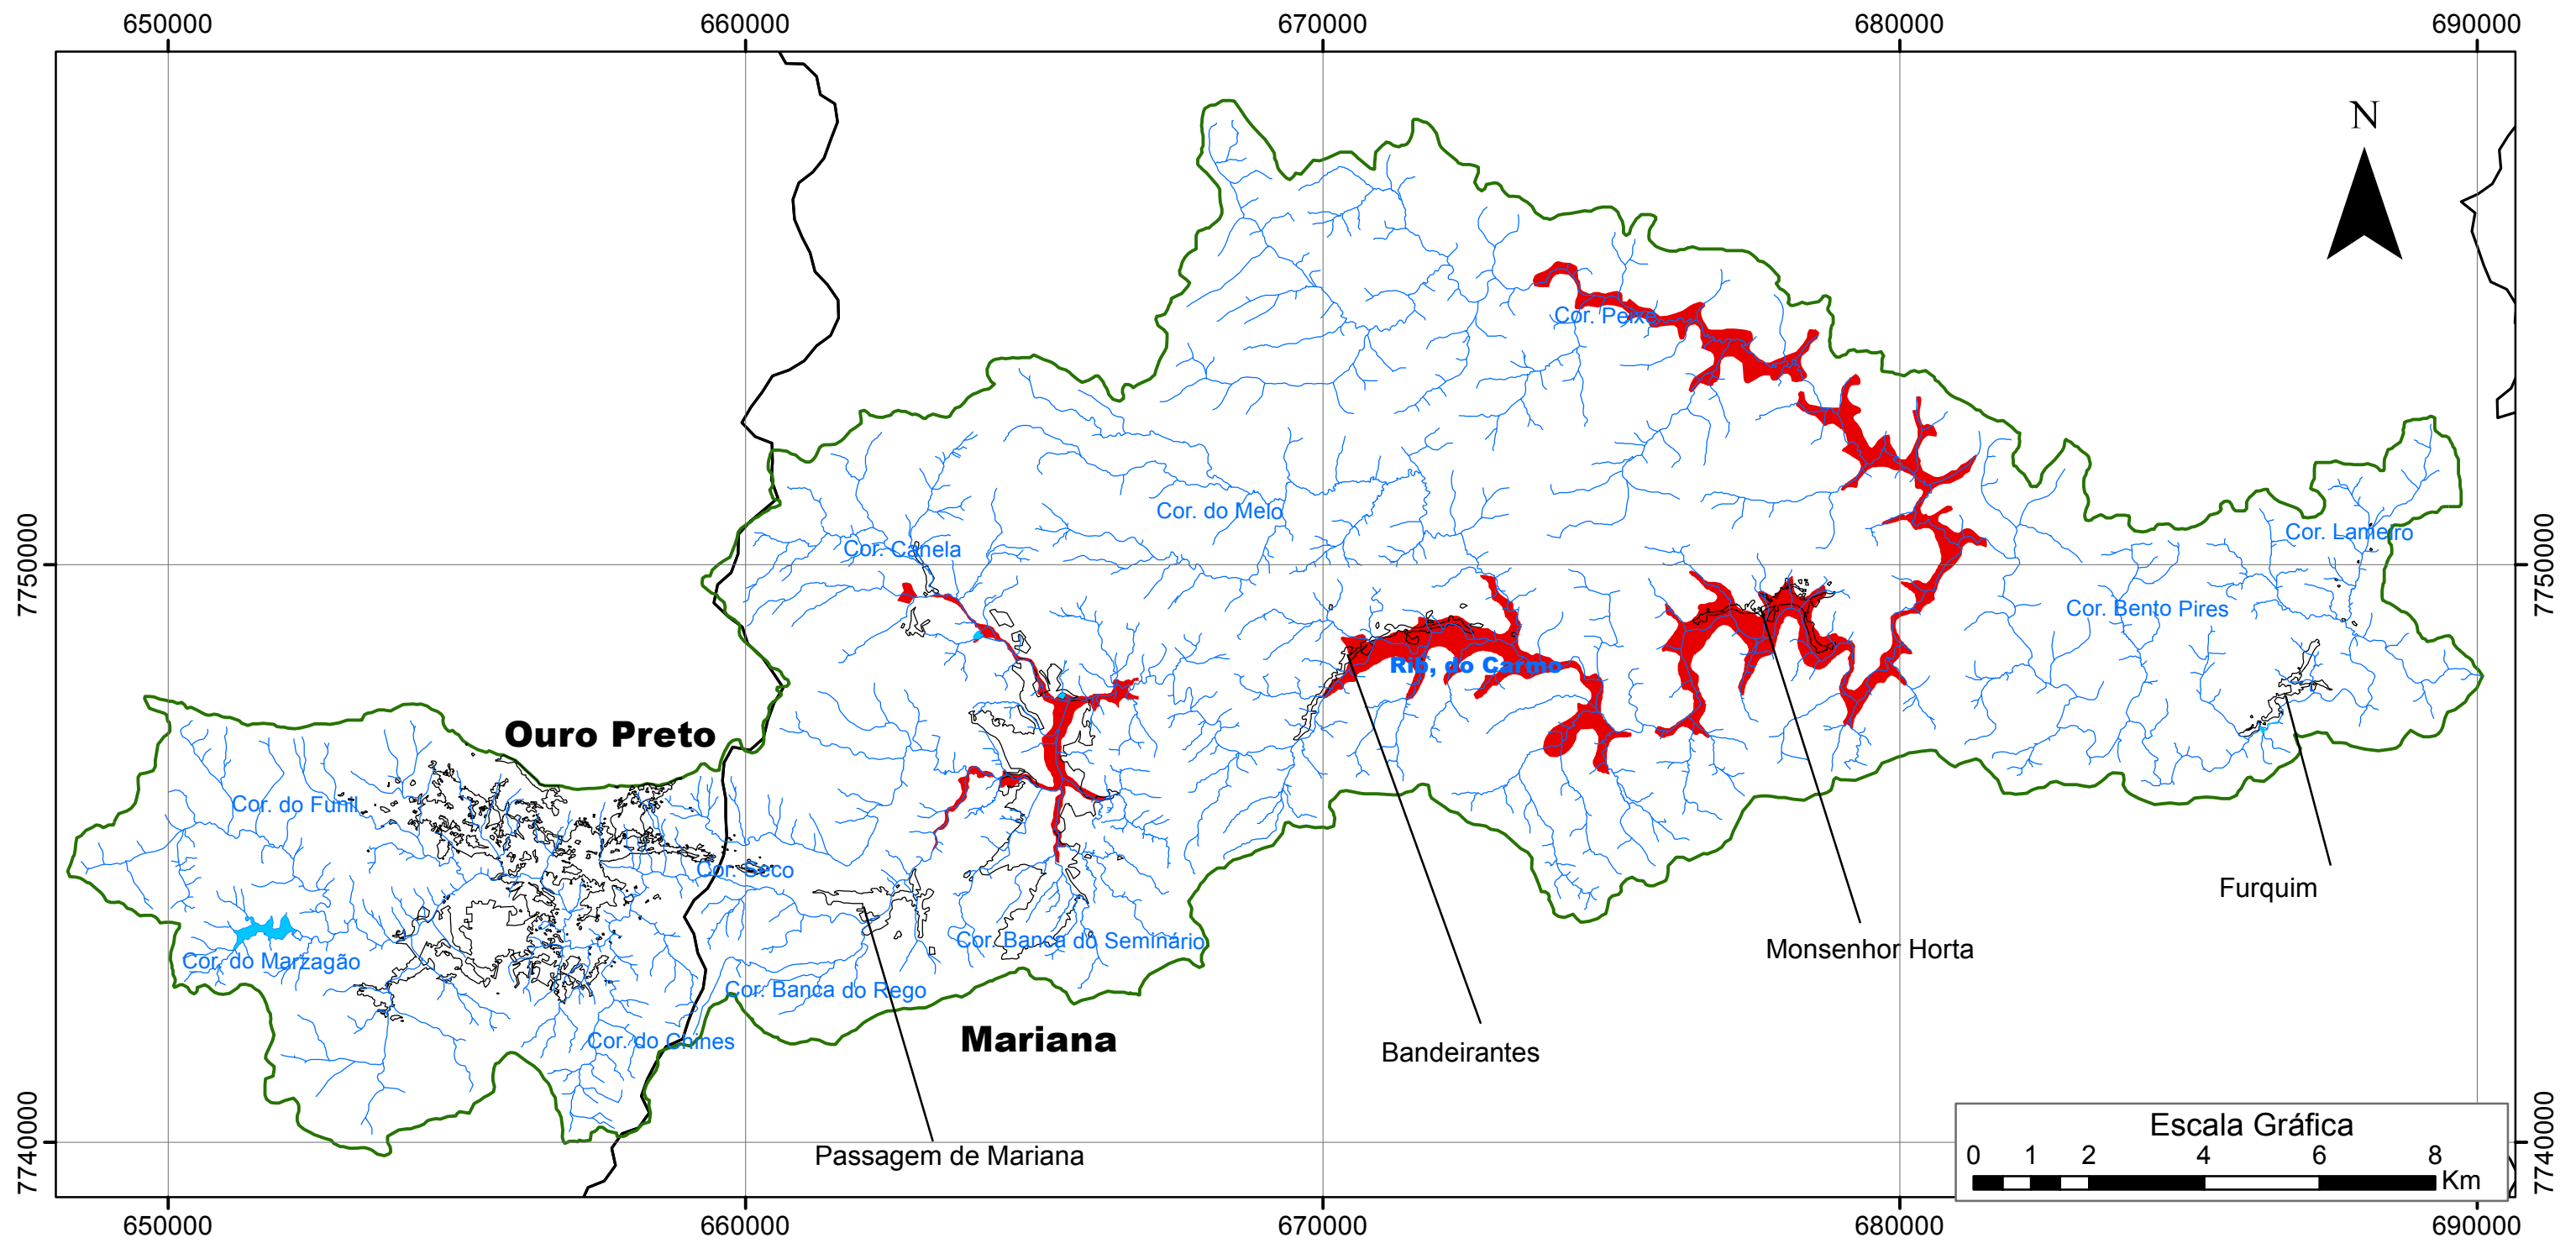 650000 660000 670000 680000 690000
N
Cor. Peixe
Cor. do Melo
Cor. Lameiro
Cor. Canela
7750000 7750000
Cor. Bento Pires
Rib, do Carmo
Ouro Preto
Cor. do Funil
Cor. Seco
Furquim
Cor. Banca do Seminário
Monsenhor Horta
Cor. do Marzagão
Cor. Banca do Rego
Mariana
Cor. do Chines
Bandeirantes
Passagem de Mariana
7740000 7740000
Escala Gráfica
0 1 2 4 6 8
Km
650000 660000 670000 680000 690000